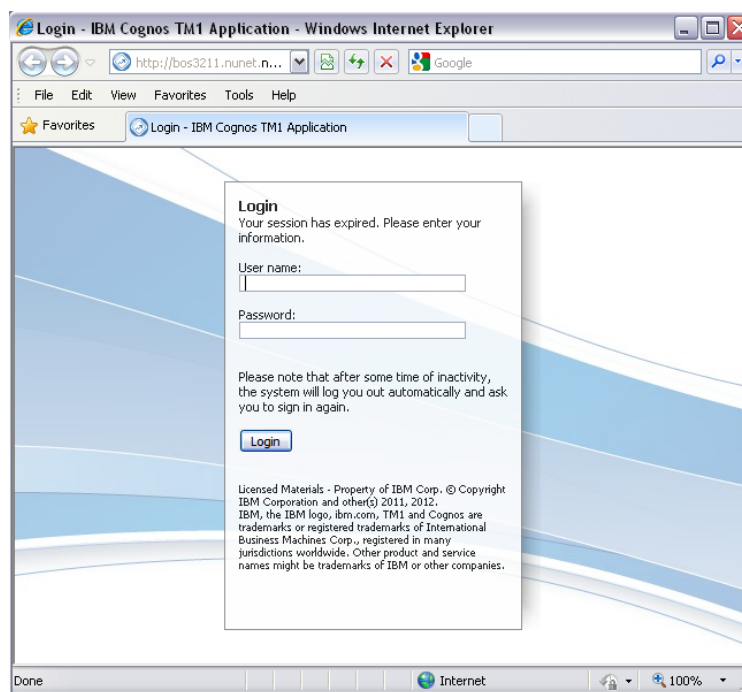 Login - IBM Cognos TM1 Application - Windows Internet Explorer
http://bos3211.nunet.n...
Google
File Edit View Favorites Tools Help
Favorites
Login - IBM Cognos TM1 Application
Login
Your session has expired. Please enter your
information.
User name:
Password:
Please note that after some time of inactivity,
the system will log you out automatically and ask
you to sign in again.
Login
Licensed Materials - Property of IBM Corp. © Copyright
IBM Corporation and other(s) 2011, 2012.
IBM, the IBM logo, ibm.com, TM1 and Cognos are
trademarks or registered trademarks of International
Business Machines Corp., registered in many
jurisdictions worldwide. Other product and service
names might be trademarks of IBM or other companies.
Done
Internet
100%